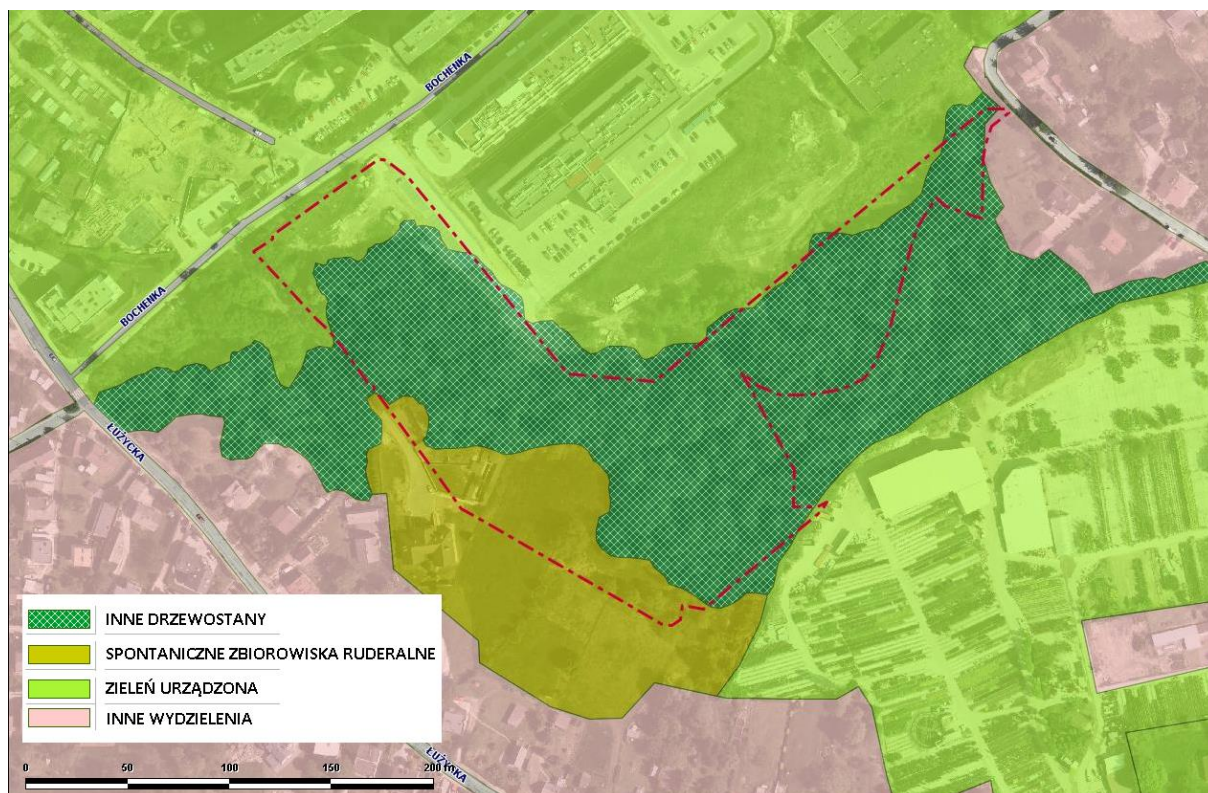 BOCHENKA
BOCHENKA
ŁUŻYCKA
INNE DRZEWOSTANY
SPONTANICZNE ZBIOROWISKA RUDERALNE
ZIELEŃ URZĄDZONA
INNE WYDZIELENIA
ŁUŻYCKA
0 50 100 150 200 m